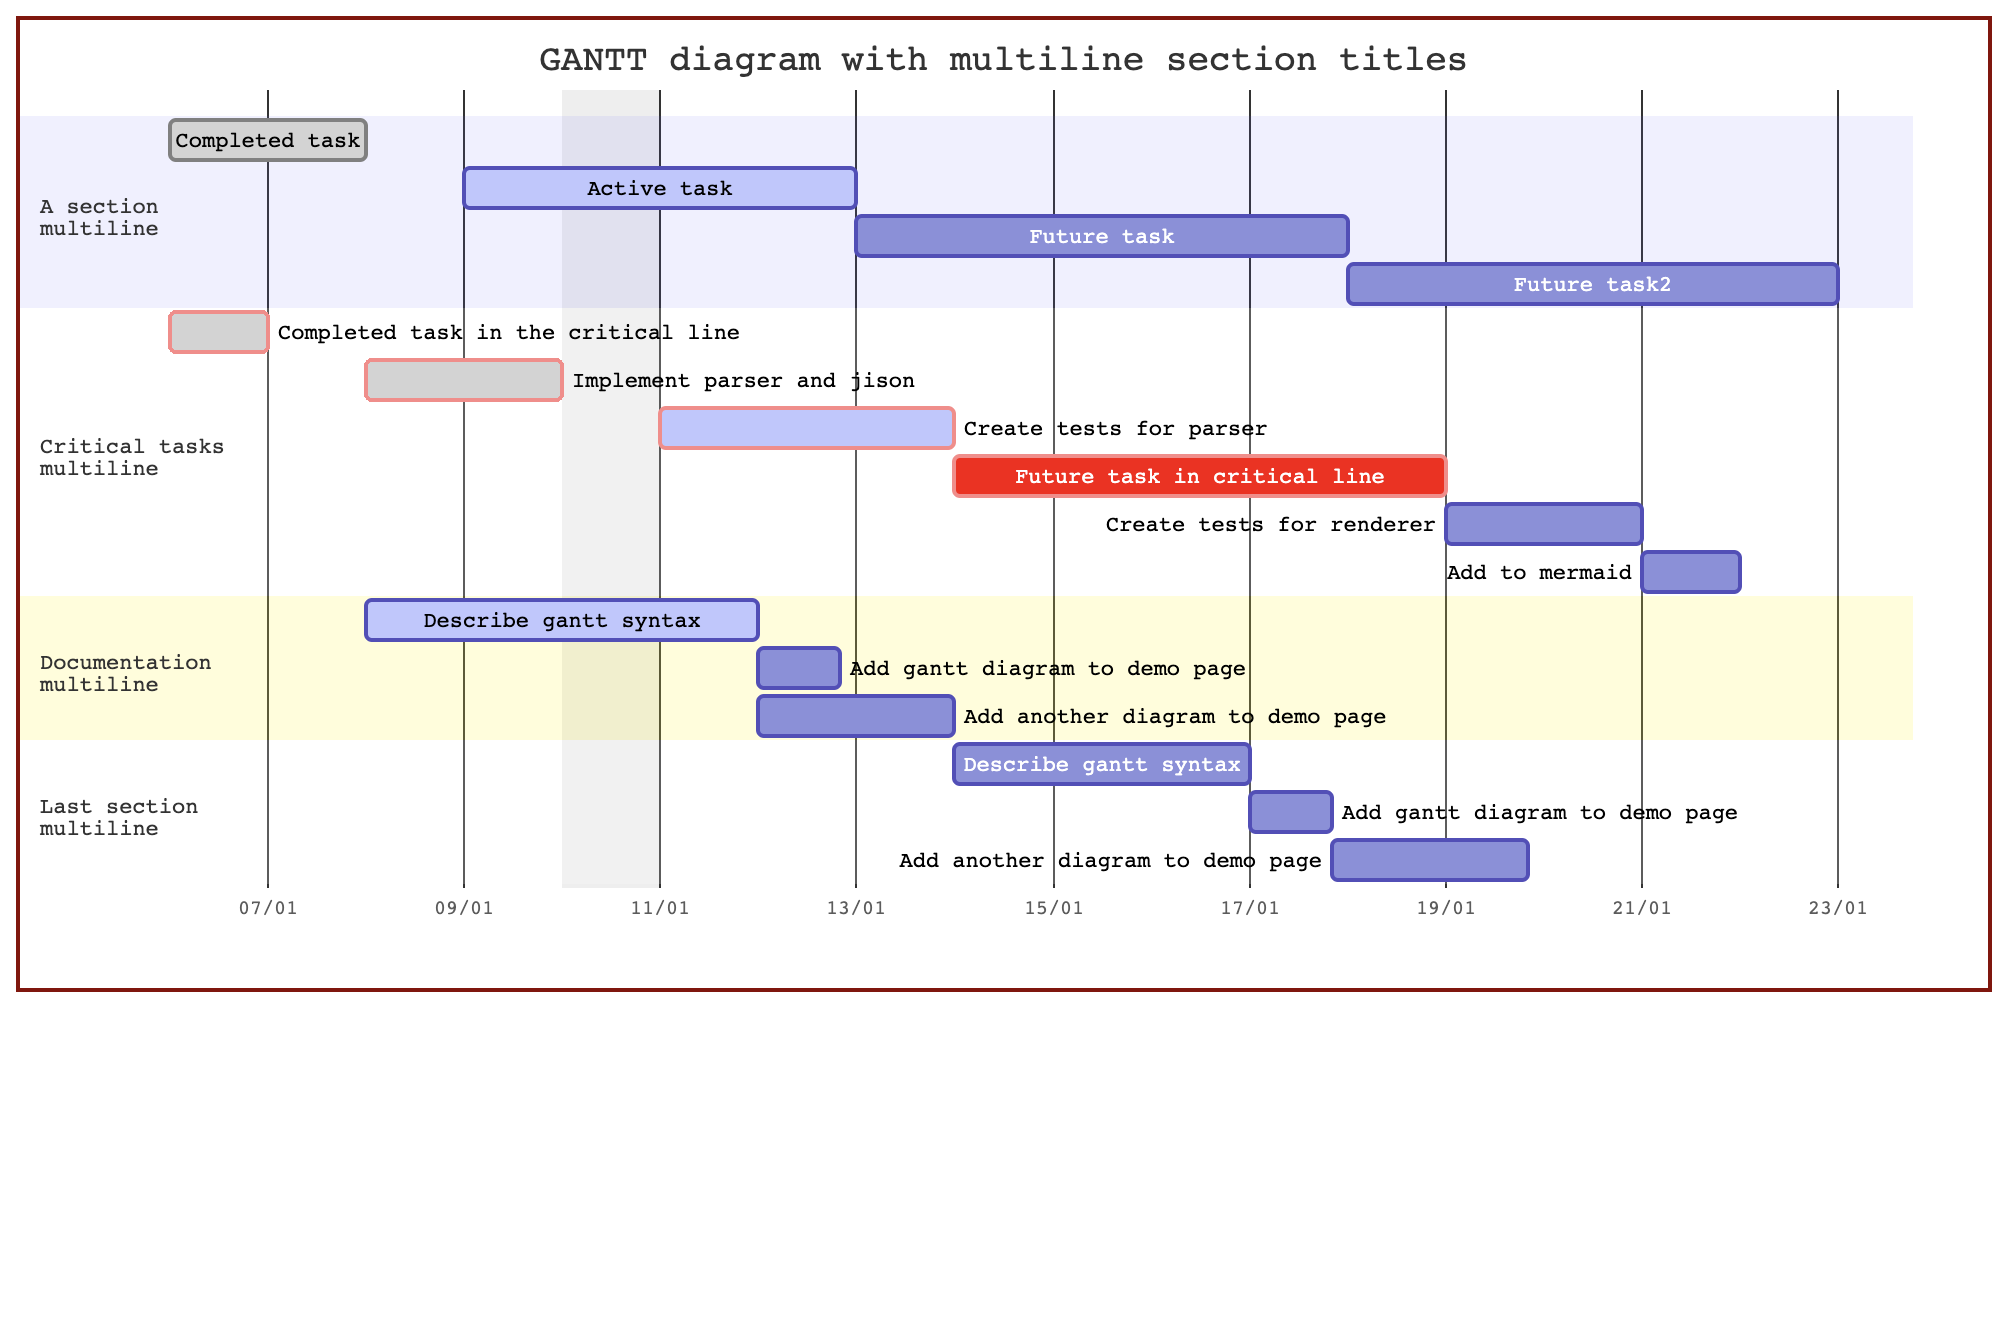 GANTT diagram with multiline section titles
Completed task
Active task
A section
multiline
Future task
Future task2
Completed task in the critical line
Implement parser and jison
Create tests for parser
Critical tasks
multiline
Future task in critical line
Create tests for renderer
Add to mermaid
Describe gantt syntax
Documentation
multiline
Add gantt diagram to demo page
Add another diagram to demo page
Describe gantt syntax
Last section
multiline
Add gantt diagram to demo page
Add another diagram to demo page
07/01 09/01 11/01 13/01 15/01 17/01 19/01 21/01 23/01